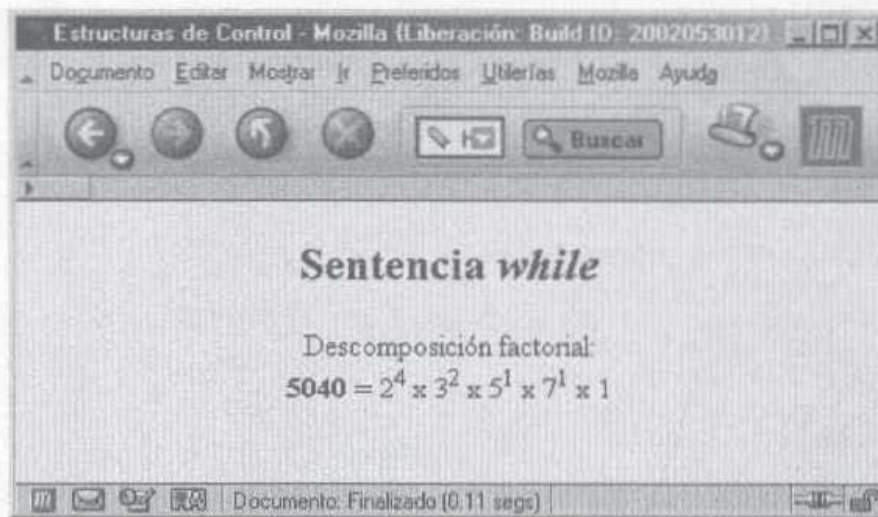 Estructuras de Control - Mozilla {Liberación: Build ID: 2002053012}
Documento Editar Mostrar Ir Preferidos Utilerías Mozilla Ayuda
Buscar
Sentencia while
Descomposición factorial:
5040 = 2⁴ x 3² x 5¹ x 7¹ x 1
Documento: Finalizado (0.11 segs)